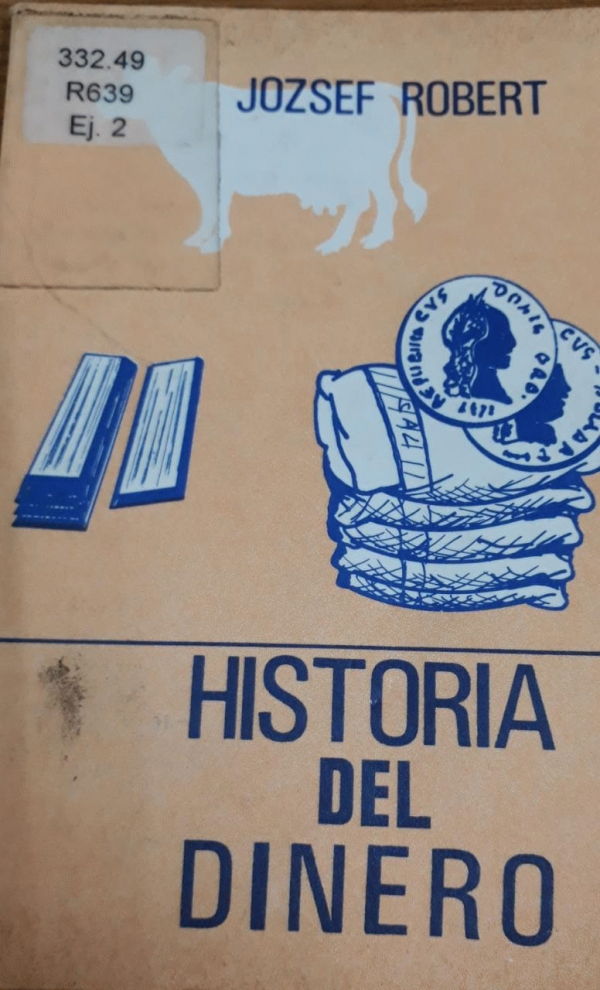 332.49
R639
Ej. 2
JOZSEF ROBERT
HISTORIA
DEL
DINERO